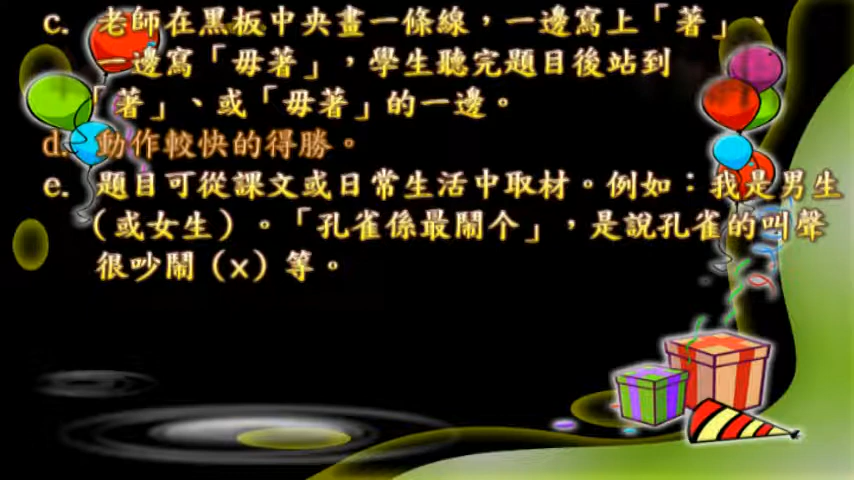 c. 老師在黑板中央畫一條線，一邊寫上「著」、
一邊寫「毋著」，學生聽完題目後站到
「著」、或「毋著」的一邊。
d. 動作較快的得勝。
e. 題目可從課文或日常生活中取材。例如：我是男生
（或女生）。「孔雀係最鬧个」，是說孔雀的叫聲
很吵鬧（x）等。